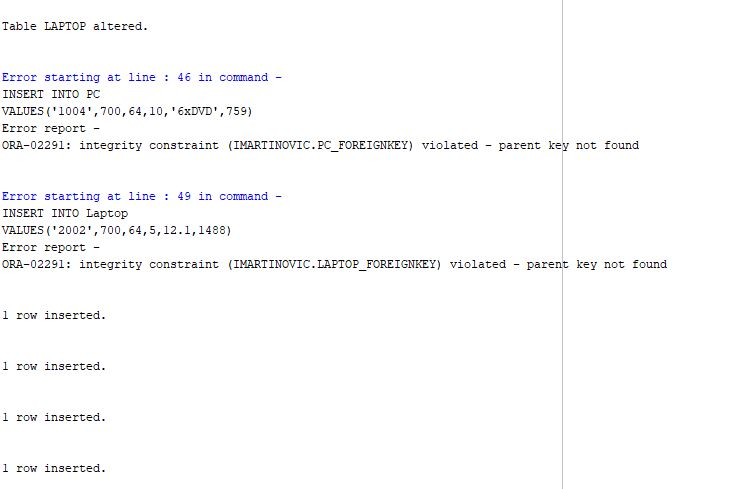 Table LAPTOP altered.
Error starting at line : 46 in command -
INSERT INTO PC
VALUES('1004',700,64,10,'6xDVD',759)
Error report -
ORA-02291: integrity constraint (IMARTINOVIC.PC_FOREIGNKEY) violated - parent key not found
Error starting at line : 49 in command -
INSERT INTO Laptop
VALUES('2002',700,64,5,12.1,1488)
Error report -
ORA-02291: integrity constraint (IMARTINOVIC.LAPTOP_FOREIGNKEY) violated - parent key not found
1 row inserted.
1 row inserted.
1 row inserted.
1 row inserted.